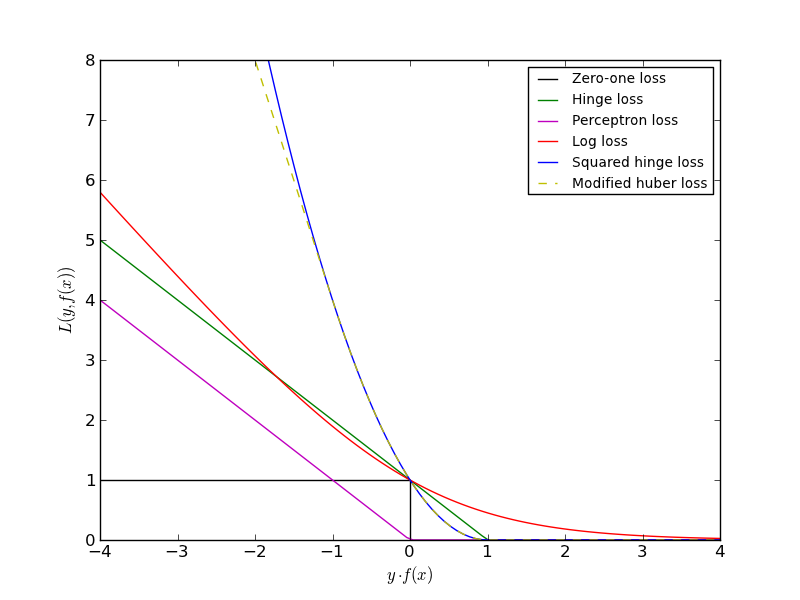 8
7
6
5
4
3
2
1
0
−4 −3 −2 −1 0 1 2 3 4
L(y, f(x))
y · f(x)
Zero-one loss
Hinge loss
Perceptron loss
Log loss
Squared hinge loss
Modified huber loss